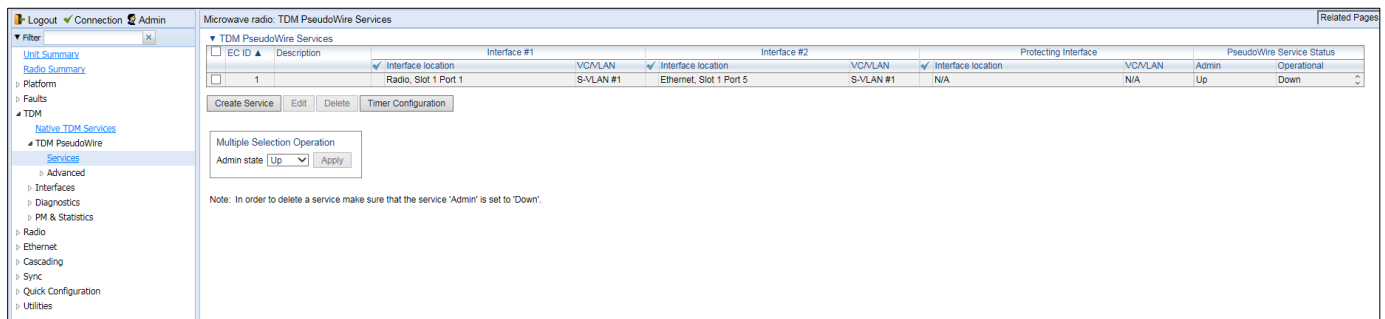 Logout Connection Admin
Microwave radio: TDM PseudoWire Services
Related Pages
▼ Filter
Unit Summary
Radio Summary
Platform
Faults
TDM
Native TDM Services
TDM PseudoWire
Services
Advanced
Interfaces
Diagnostics
PM & Statistics
Radio
Ethernet
Cascading
Sync
Quick Configuration
Utilities
▼ TDM PseudoWire Services
EC ID ▲ Description Interface #1 Interface #2 Protecting Interface PseudoWire Service Status
Interface location VC/VLAN Interface location VC/VLAN Interface location VC/VLAN Admin Operational
1 Radio, Slot 1 Port 1 S-VLAN #1 Ethernet, Slot 1 Port 5 S-VLAN #1 N/A N/A Up Down
Create Service Edit Delete Timer Configuration
Multiple Selection Operation
Admin state Up Apply
Note: In order to delete a service make sure that the service 'Admin' is set to 'Down'.